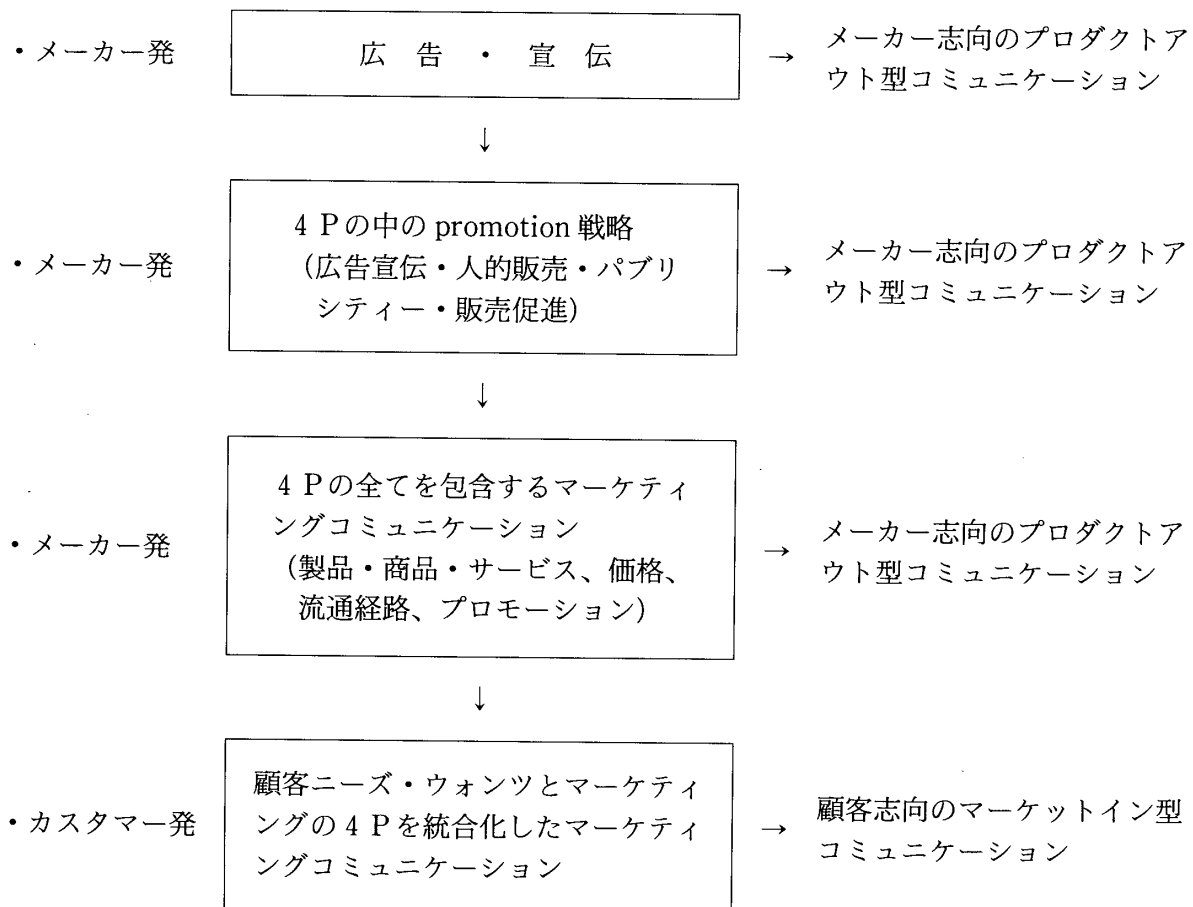 ・メーカー発
広 告 ・ 宣 伝
→
メーカー志向のプロダクトア
ウト型コミュニケーション
↓
・メーカー発
4 Pの中の promotion 戦略
（広告宣伝・人的販売・パブリ
シティー・販売促進）
→
メーカー志向のプロダクトア
ウト型コミュニケーション
↓
・メーカー発
4 Pの全てを包含するマーケティ
ングコミュニケーション
（製品・商品・サービス、価格、
流通経路、プロモーション）
→
メーカー志向のプロダクトア
ウト型コミュニケーション
↓
・カスタマー発
顧客ニーズ・ウォンツとマーケティ
ングの4 Pを統合化したマーケティ
ングコミュニケーション
→
顧客志向のマーケットイン型
コミュニケーション